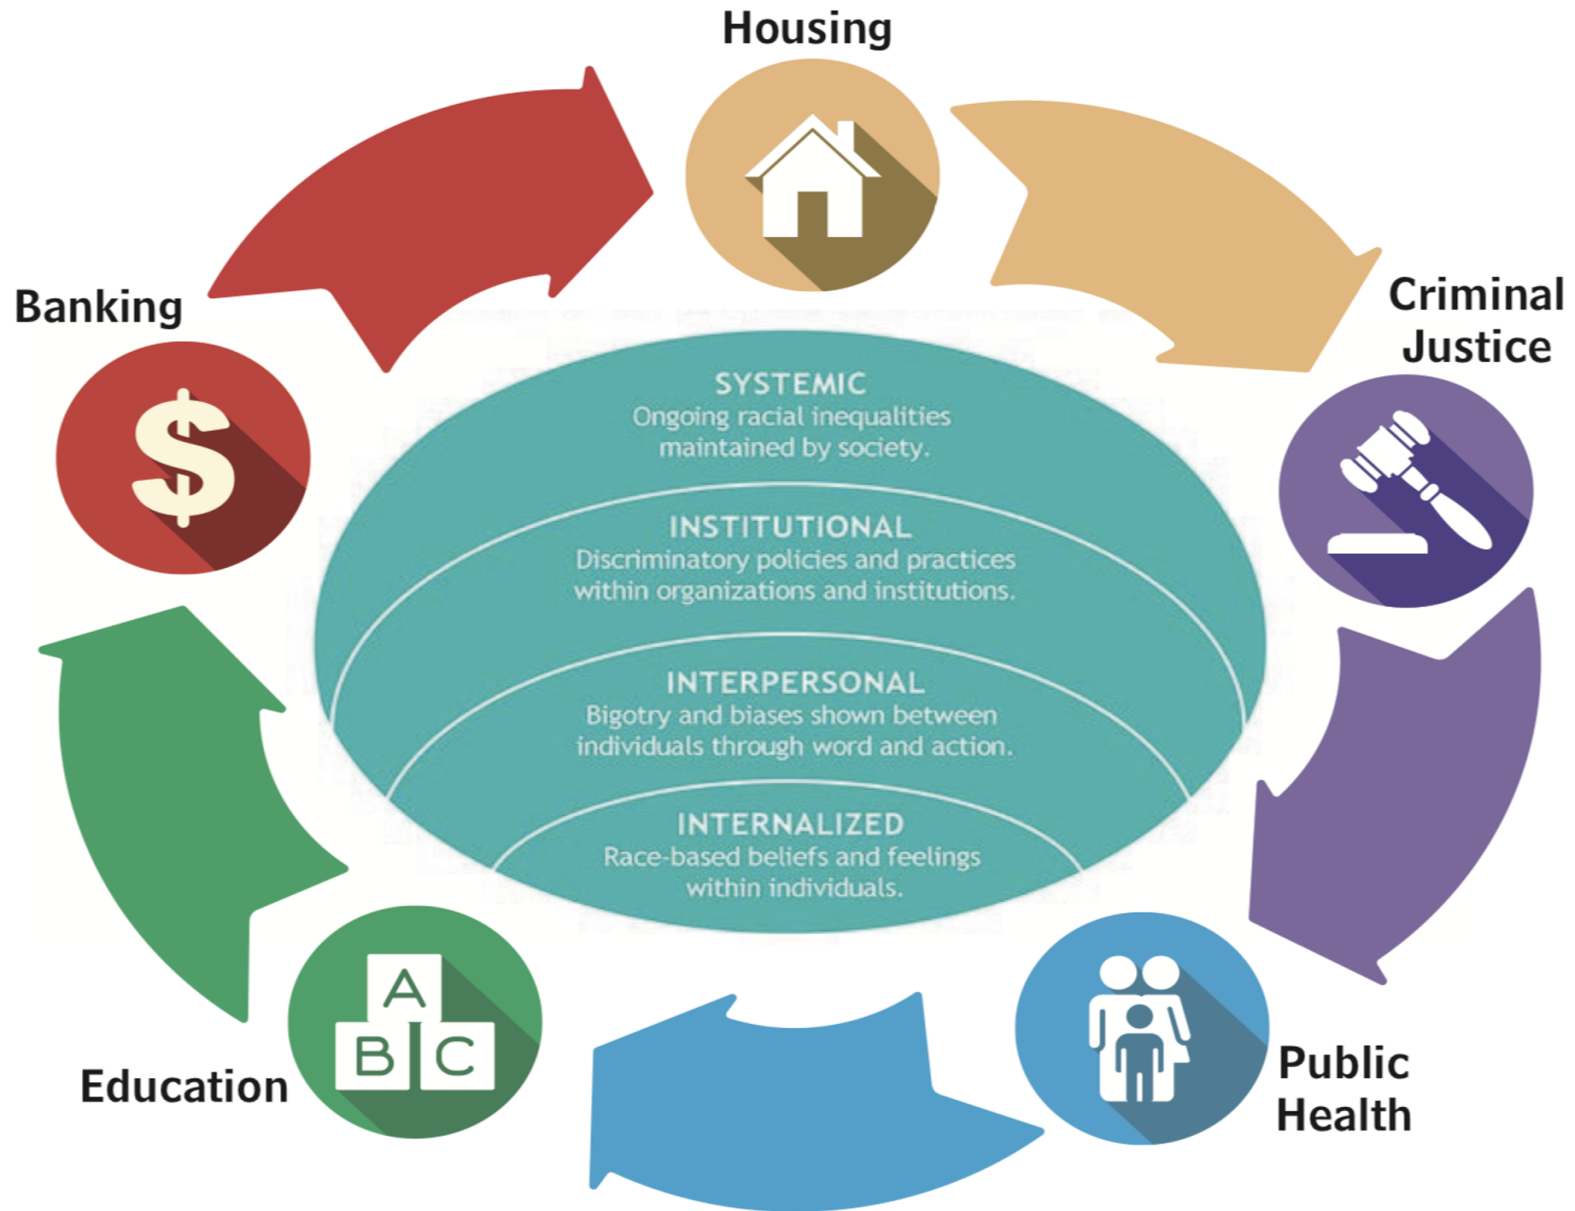 Housing
Banking
Criminal
Justice
SYSTEMIC
Ongoing racial inequalities
maintained by society.
INSTITUTIONAL
Discriminatory policies and practices
within organizations and institutions.
INTERPERSONAL
Bigotry and biases shown between
individuals through word and action.
INTERNALIZED
Race-based beliefs and feelings
within individuals.
A
B C
Education
Public
Health
$